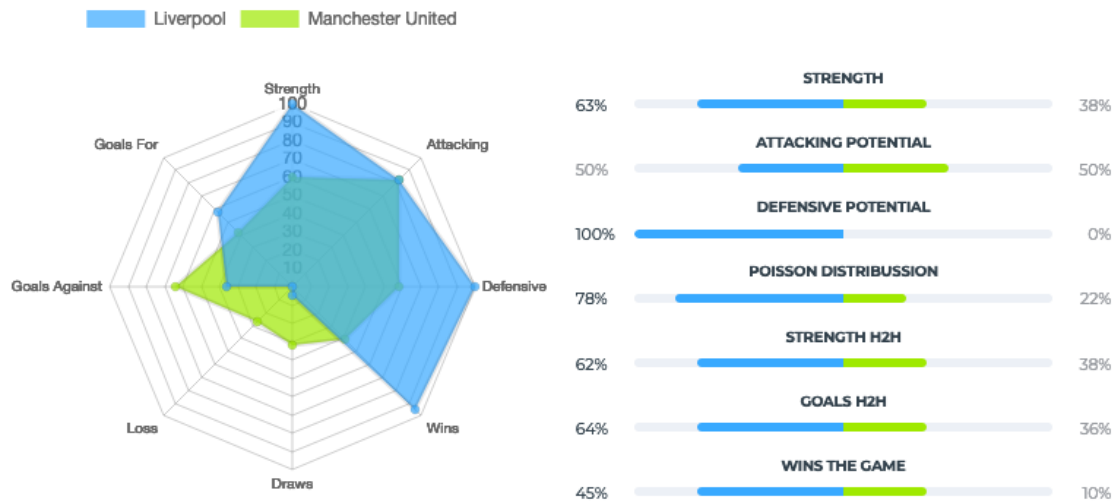 Liverpool Manchester United
Strength
100
90
80
70
60
50
40
30
20
10
Goals For
Attacking
Goals Against
Defensive
Loss
Wins
Draws
STRENGTH
63% 38%
ATTACKING POTENTIAL
50% 50%
DEFENSIVE POTENTIAL
100% 0%
POISSON DISTRIBUSSION
78% 22%
STRENGTH H2H
62% 38%
GOALS H2H
64% 36%
WINS THE GAME
45% 10%